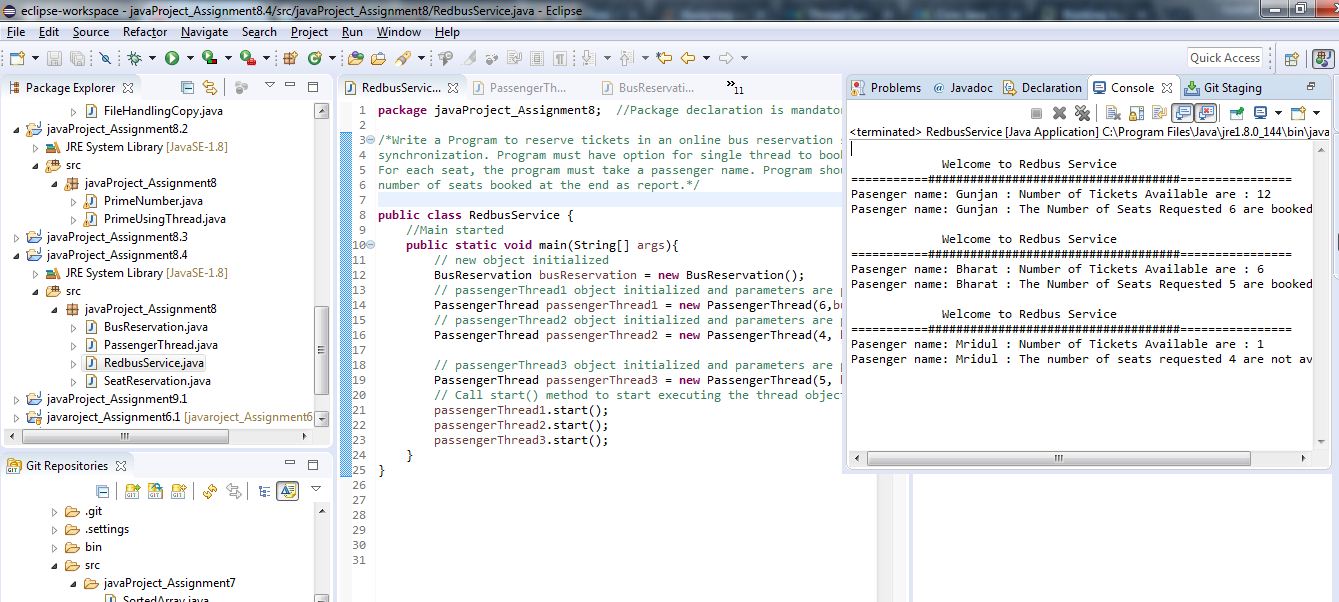 eclipse-workspace - javaProject_Assignment8.4/src/javaProject_Assignment8/RedbusService.java - Eclipse
File Edit Source Refactor Navigate Search Project Run Window Help
Quick Access
Package Explorer
FileHandlingCopy.java
javaProject_Assignment8.2
JRE System Library [JavaSE-1.8]
src
javaProject_Assignment8
PrimeNumber.java
PrimeUsingThread.java
javaProject_Assignment8.3
javaProject_Assignment8.4
JRE System Library [JavaSE-1.8]
src
javaProject_Assignment8
BusReservation.java
PassengerThread.java
RedbusService.java
SeatReservation.java
javaProject_Assignment9.1
javaroject_Assignment6.1 [javaroject_Assignment6
Git Repositories
.git
.settings
bin
src
javaProject_Assignment7
SortedArray.java
RedbusServic... PassengerTh... BusReservati... »11
1 package javaProject_Assignment8;  //Package declaration is mandator
2
3 /*Write a Program to reserve tickets in an online bus reservation
4 synchronization. Program must have option for single thread to boo
5 For each seat, the program must take a passenger name. Program shou
6 number of seats booked at the end as report.*/
7
8 public class RedbusService {
9 //Main started
10 public static void main(String[] args){
11 // new object initialized
12 BusReservation busReservation = new BusReservation();
13 // passengerThread1 object initialized and parameters are p
14 PassengerThread passengerThread1 = new PassengerThread(6,bu
15 // passengerThread2 object initialized and parameters are p
16 PassengerThread passengerThread2 = new PassengerThread(4, b
17
18 // passengerThread3 object initialized and parameters are p
19 PassengerThread passengerThread3 = new PassengerThread(5, b
20 // Call start() method to start executing the thread object
21 passengerThread1.start();
22 passengerThread2.start();
23 passengerThread3.start();
24 }
25 }
26
27
28
29
30
31
Problems @ Javadoc Declaration Console Git Staging
<terminated> RedbusService [Java Application] C:\Program Files\Java\jre1.8.0_144\bin\java
Welcome to Redbus Service
===========####################################================
Pasenger name: Gunjan : Number of Tickets Available are : 12
Pasenger name: Gunjan : The Number of Seats Requested 6 are booked
Welcome to Redbus Service
===========####################################================
Pasenger name: Bharat : Number of Tickets Available are : 6
Pasenger name: Bharat : The Number of Seats Requested 5 are booked
Welcome to Redbus Service
===========####################################================
Pasenger name: Mridul : Number of Tickets Available are : 1
Pasenger name: Mridul : The number of seats requested 4 are not av